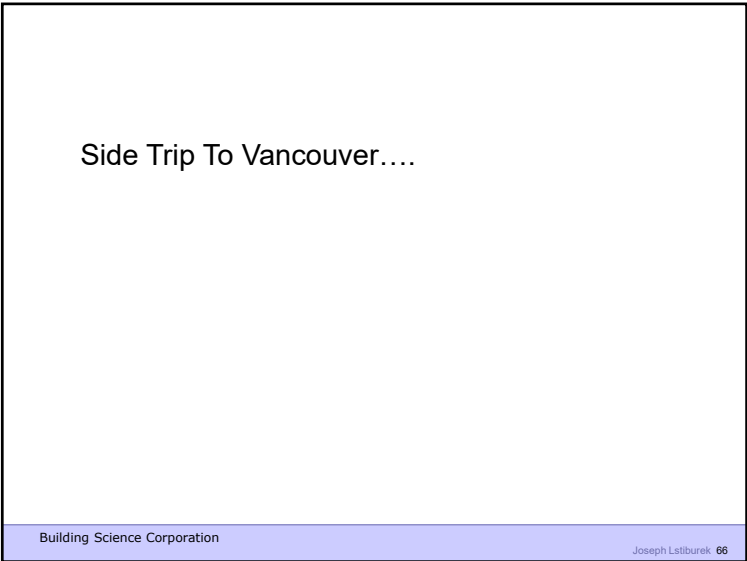 Side Trip To Vancouver….
Building Science Corporation
Joseph Lstiburek 66